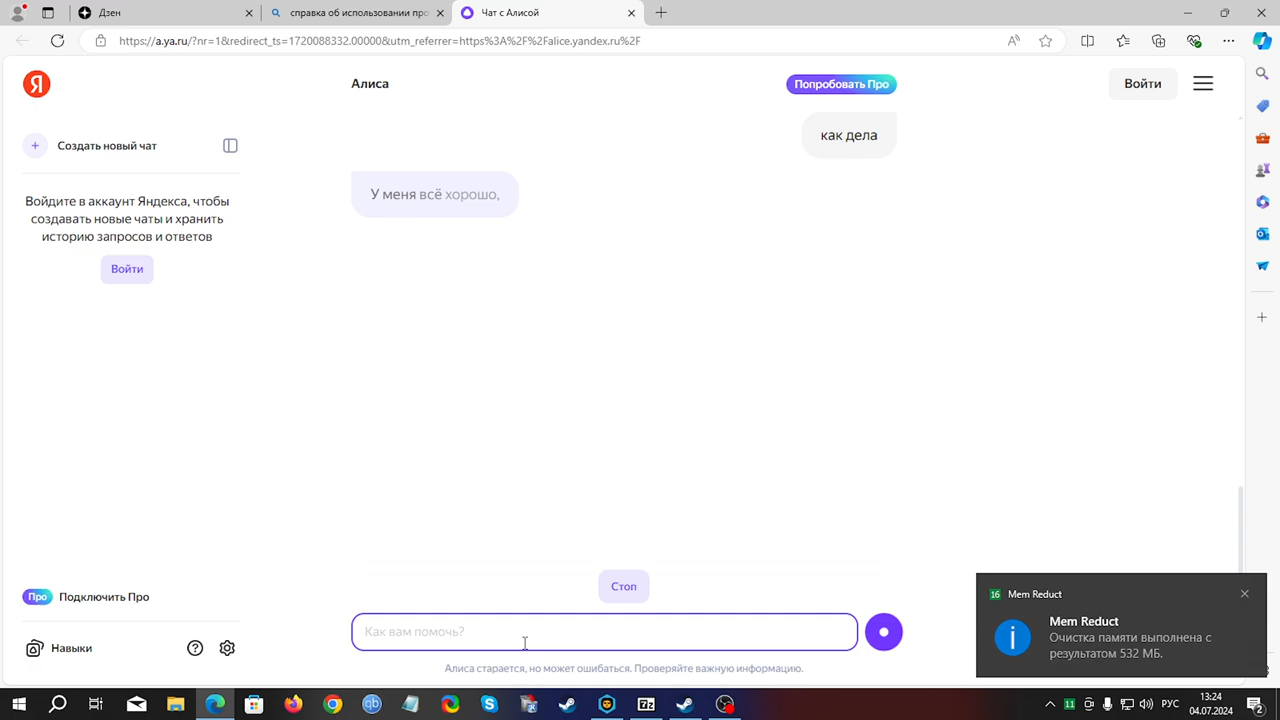 Дзен
справка об использовании про
Чат с Алисой
https://a.ya.ru/?nr=1&redirect_ts=1720088332.00000&utm_referrer=https%3A%2F%2Falice.yandex.ru%2F
Я
Алиса
Попробовать Про
Войти
как дела
Создать новый чат
У меня всё хорошо,
Войдите в аккаунт Яндекса, чтобы
создавать новые чаты и хранить
историю запросов и ответов
Войти
Стоп
Про Подключить Про
Как вам помочь?
Навыки
Алиса старается, но может ошибаться. Проверяйте важную информацию.
16 Mem Reduct
Mem Reduct
Очистка памяти выполнена с
результатом 532 МБ.
11
РУС
13:24
04.07.2024
2